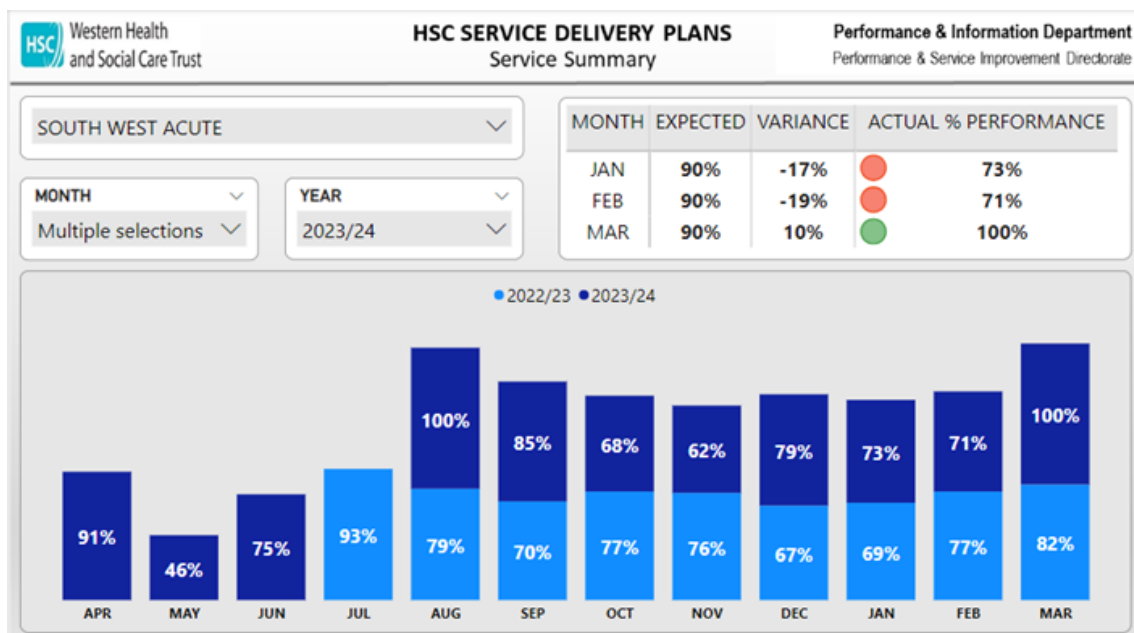 HSC
Western Health
and Social Care Trust
HSC SERVICE DELIVERY PLANS
Service Summary
Performance & Information Department
Performance & Service Improvement Directorate
SOUTH WEST ACUTE
MONTH
Multiple selections
YEAR
2023/24
MONTH EXPECTED VARIANCE ACTUAL % PERFORMANCE
JAN 90% -17% 73%
FEB 90% -19% 71%
MAR 90% 10% 100%
2022/23 2023/24
100% 85% 68% 62% 79% 73% 71% 100%
91% 46% 75% 93% 79% 70% 77% 76% 67% 69% 77% 82%
APR MAY JUN JUL AUG SEP OCT NOV DEC JAN FEB MAR